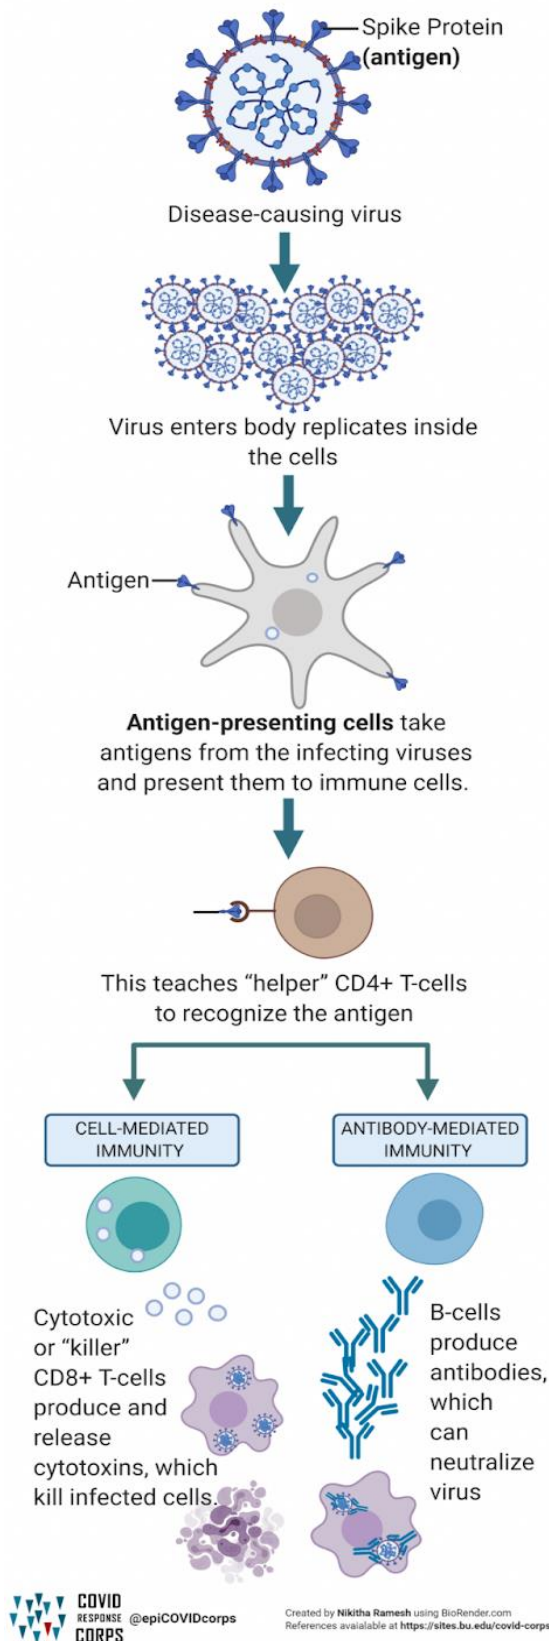 Spike Protein
(antigen)
Disease-causing virus
Virus enters body replicates inside
the cells
Antigen
Antigen-presenting cells take
antigens from the infecting viruses
and present them to immune cells.
This teaches “helper” CD4+ T-cells
to recognize the antigen
CELL-MEDIATED
IMMUNITY
ANTIBODY-MEDIATED
IMMUNITY
Cytotoxic
or “killer”
CD8+ T-cells
produce and
release
cytotoxins, which
kill infected cells.
B-cells
produce
antibodies,
which
can
neutralize
virus
COVID
RESPONSE
CORPS
@epiCOVIDcorps
Created by Nikitha Ramesh using BioRender.com
References avaialable at https://sites.bu.edu/covid-corps